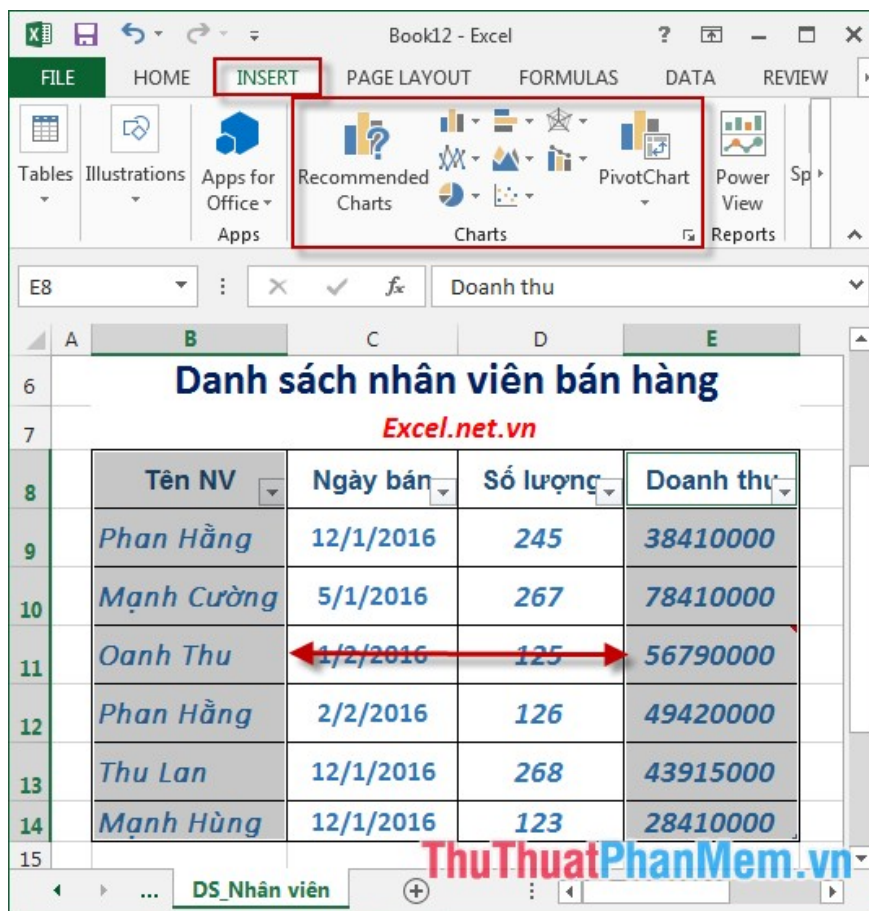 Book12 - Excel
FILE HOME INSERT PAGE LAYOUT FORMULAS DATA REVIEW
Tables Illustrations Apps for Office Recommended Charts PivotChart Power View Sp
Apps Charts Reports
E8 fx Doanh thu
A B C D E
6 Danh sách nhân viên bán hàng
7 Excel.net.vn
8 Tên NV Ngày bán Số lượng Doanh thu
9 Phan Hằng 12/1/2016 245 38410000
10 Mạnh Cường 5/1/2016 267 78410000
11 Oanh Thu 1/2/2016 125 56790000
12 Phan Hằng 2/2/2016 126 49420000
13 Thu Lan 12/1/2016 268 43915000
14 Mạnh Hùng 12/1/2016 123 28410000
15
ThuThuatPhanMem.vn
... DS_Nhân viên